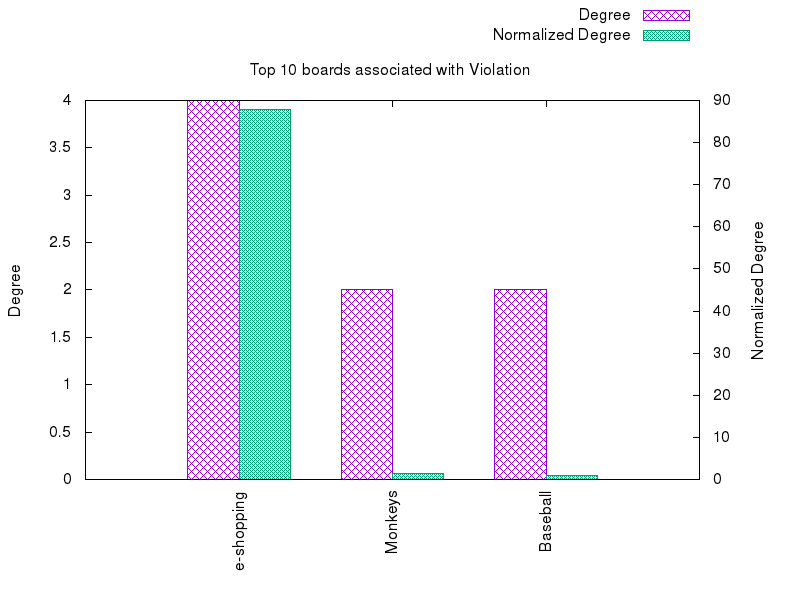 Degree
Normalized Degree
Top 10 boards associated with Violation
4
3.5
3
2.5
2
1.5
1
0.5
0
90
80
70
60
50
40
30
20
10
0
Degree
Normalized Degree
e-shopping
Monkeys
Baseball